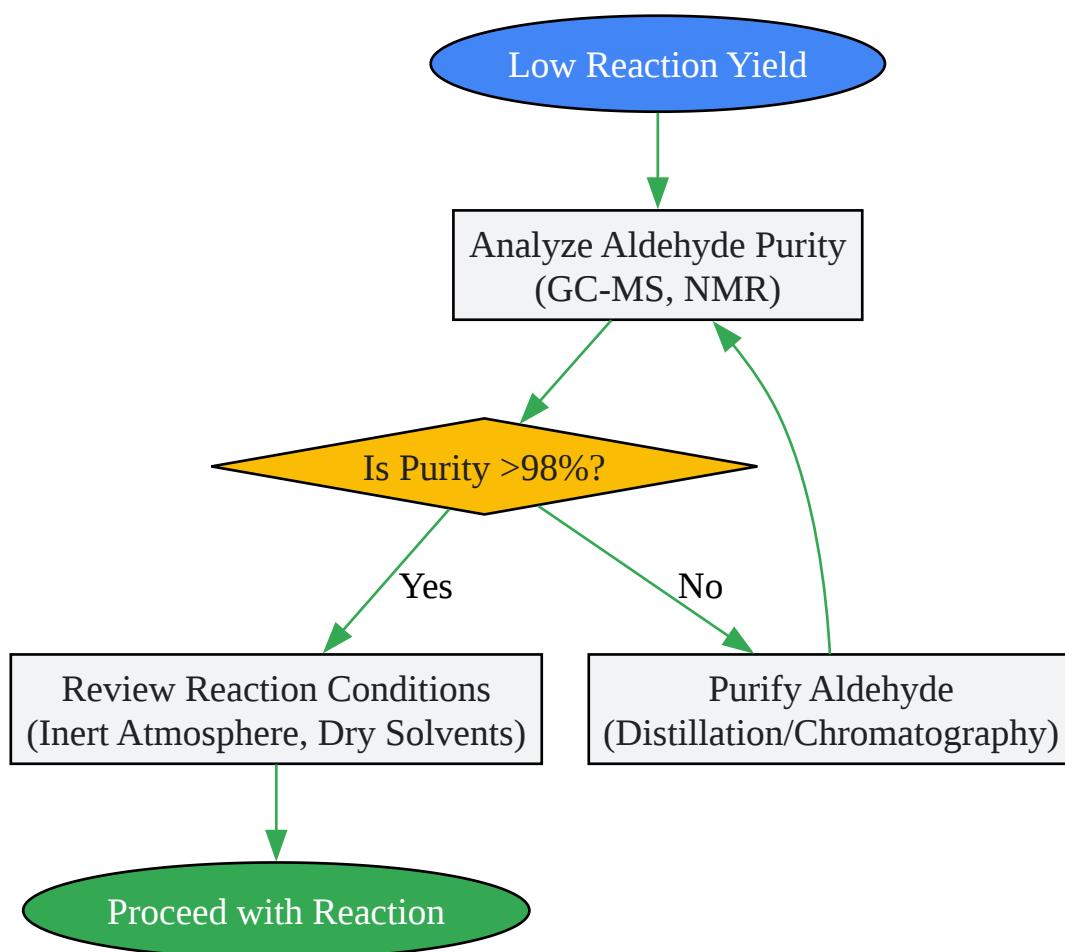 Low Reaction Yield
Analyze Aldehyde Purity
(GC-MS, NMR)
Is Purity >98%?
Yes
No
Review Reaction Conditions
(Inert Atmosphere, Dry Solvents)
Purify Aldehyde
(Distillation/Chromatography)
Proceed with Reaction